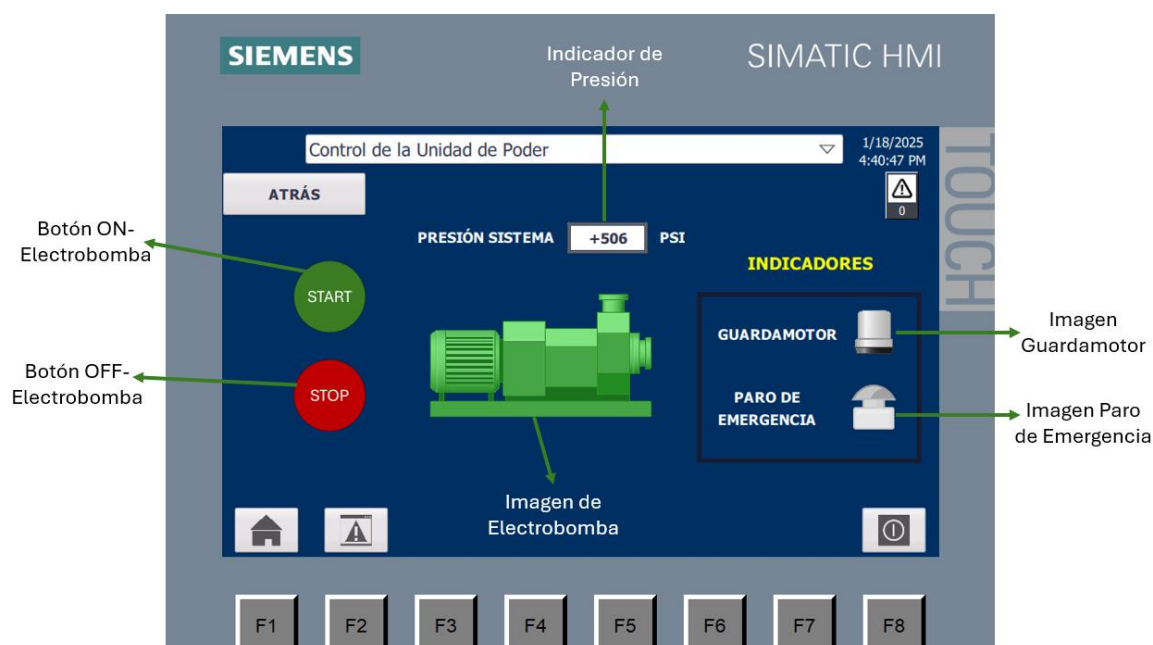 SIEMENS
Indicador de
Presión
SIMATIC HMI
TOUCH
Control de la Unidad de Poder
1/18/2025
4:40:47 PM
ATRÁS
0
Botón ON-
Electrobomba
PRESIÓN SISTEMA +506 PSI
INDICADORES
START
GUARDAMOTOR
Imagen
Guardamotor
Botón OFF-
Electrobomba
STOP
PARO DE
EMERGENCIA
Imagen Paro
de Emergencia
Imagen de
Electrobomba
F1 F2 F3 F4 F5 F6 F7 F8